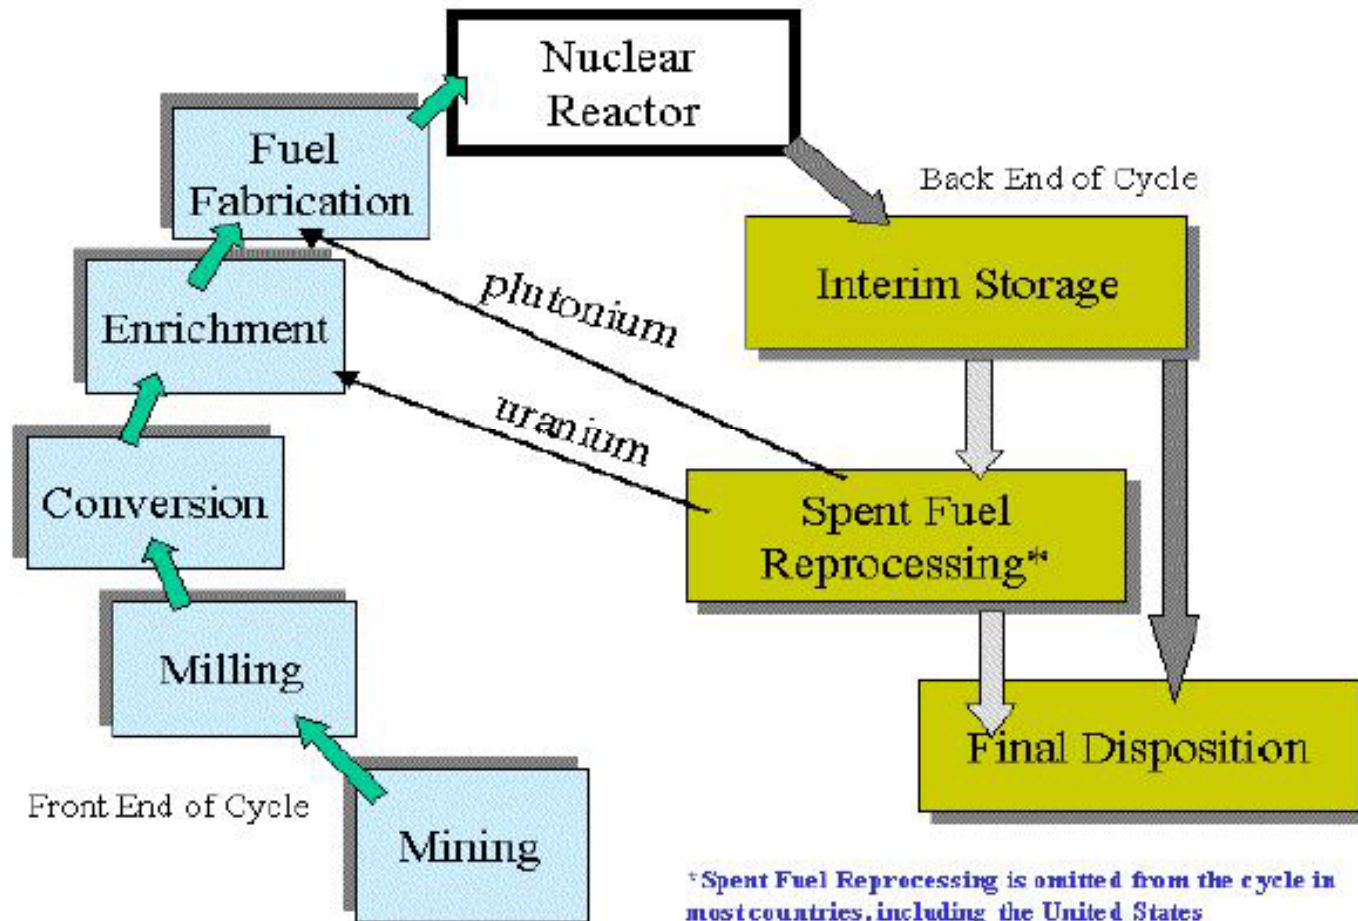 Nuclear
Reactor
Fuel
Fabrication
Back End of Cycle
Interim Storage
Enrichment
plutonium
uranium
Conversion
Spent Fuel
Reprocessing*
Milling
Final Disposition
Front End of Cycle
Mining
*Spent Fuel Reprocessing is omitted from the cycle in
most countries, including the United States